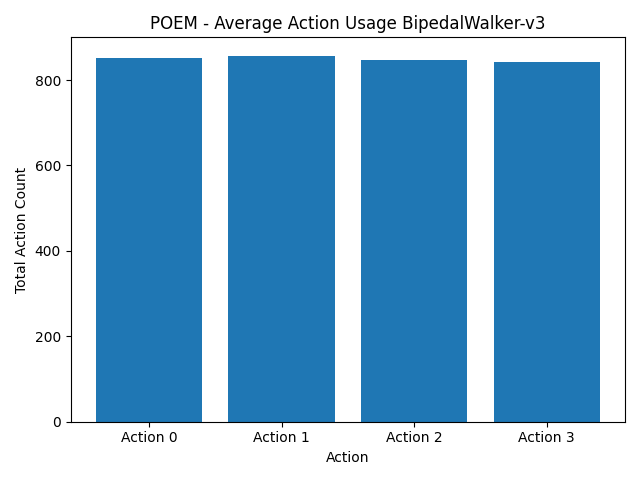 POEM - Average Action Usage BipedalWalker-v3
Total Action Count
800
600
400
200
0
Action 0 Action 1 Action 2 Action 3
Action